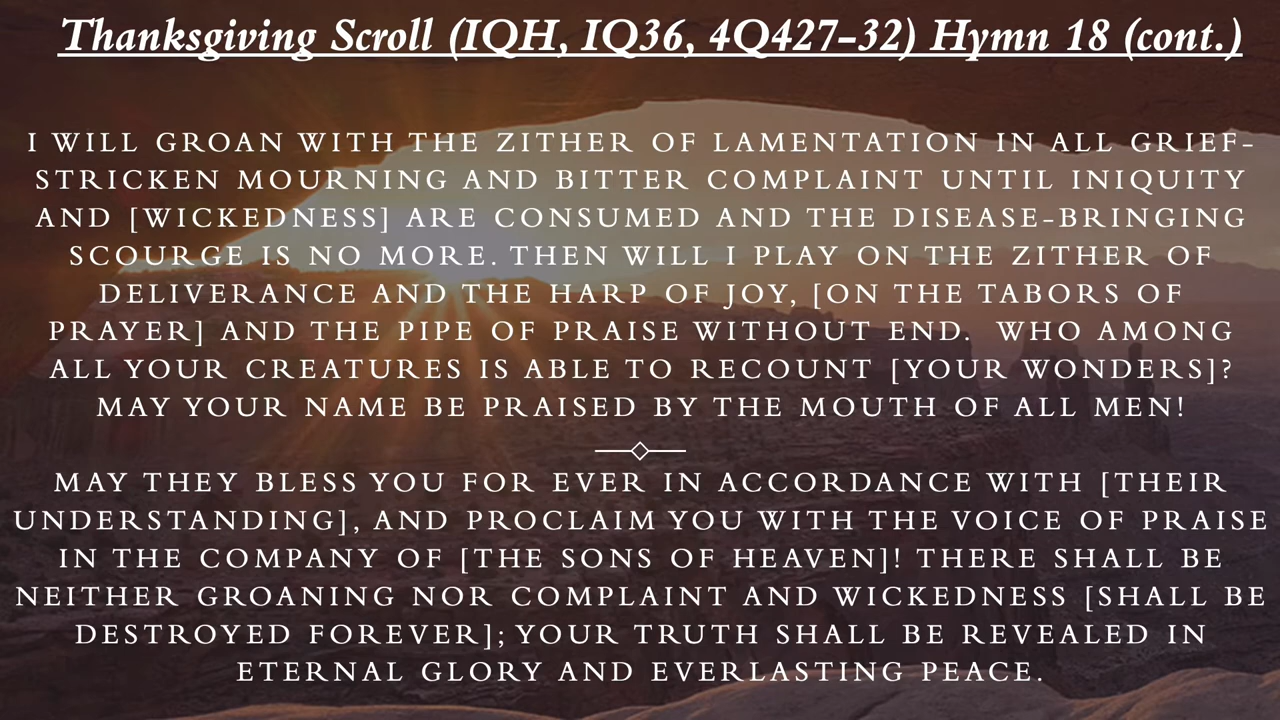 Thanksgiving Scroll (IQH, IQ36, 4Q427-32) Hymn 18 (cont.)
I WILL GROAN WITH THE ZITHER OF LAMENTATION IN ALL GRIEF-
STRICKEN MOURNING AND BITTER COMPLAINT UNTIL INIQUITY
AND [WICKEDNESS] ARE CONSUMED AND THE DISEASE-BRINGING
SCOURGE IS NO MORE. THEN WILL I PLAY ON THE ZITHER OF
DELIVERANCE AND THE HARP OF JOY, [ON THE TABORS OF
PRAYER] AND THE PIPE OF PRAISE WITHOUT END. WHO AMONG
ALL YOUR CREATURES IS ABLE TO RECOUNT [YOUR WONDERS]?
MAY YOUR NAME BE PRAISED BY THE MOUTH OF ALL MEN!
MAY THEY BLESS YOU FOR EVER IN ACCORDANCE WITH [THEIR
UNDERSTANDING], AND PROCLAIM YOU WITH THE VOICE OF PRAISE
IN THE COMPANY OF [THE SONS OF HEAVEN]! THERE SHALL BE
NEITHER GROANING NOR COMPLAINT AND WICKEDNESS [SHALL BE
DESTROYED FOREVER]; YOUR TRUTH SHALL BE REVEALED IN
ETERNAL GLORY AND EVERLASTING PEACE.